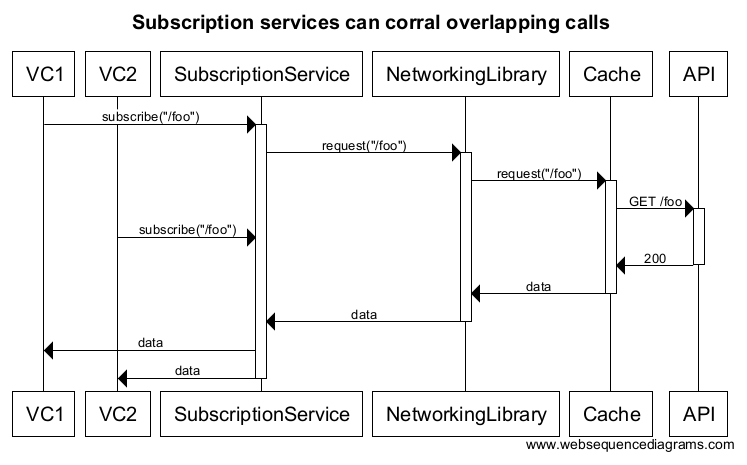 Subscription services can corral overlapping calls
VC1 VC2 SubscriptionService NetworkingLibrary Cache API
subscribe("/foo")
request("/foo")
request("/foo")
GET /foo
subscribe("/foo")
200
data
data
data
data
VC1 VC2 SubscriptionService NetworkingLibrary Cache API
www.websequencediagrams.com